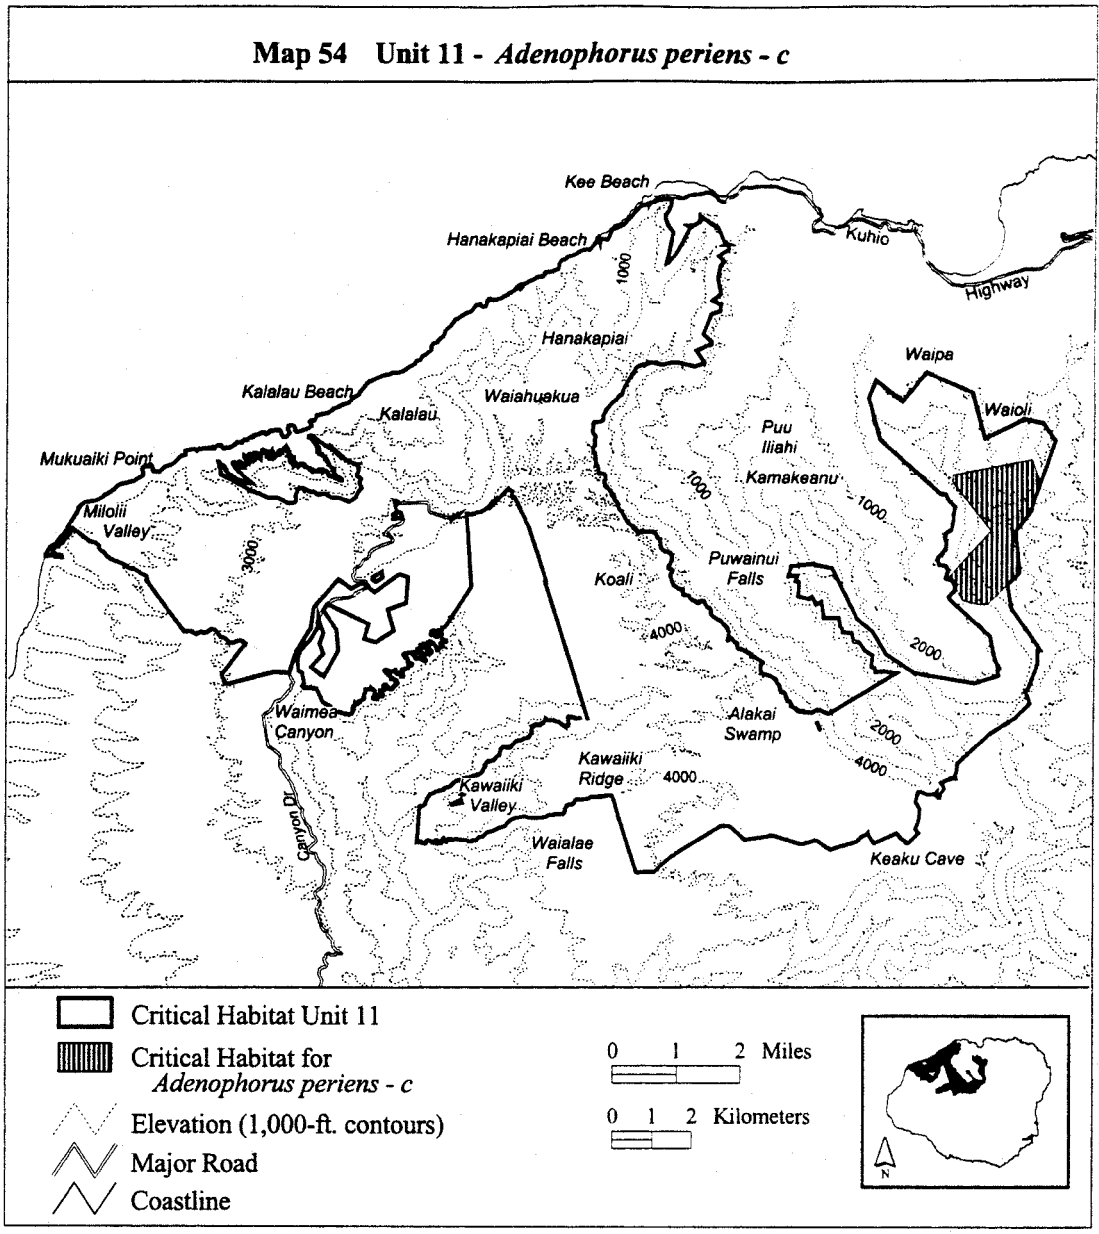 Map 54 Unit 11 - Adenophorus periens - c
Kee Beach
Hanakapiai Beach
Kuhio
Highway
1000
Hanakapiai
Waipa
Kalalau Beach
Waiahuakua
Kalalau
Waioli
Puu
Iliahi
Mukuaiki Point
Kamakeanu
1000
1000
Milolii
Valley
3000
Puwainui
Falls
Koali
4000
2000
Waimea
Canyon
Alakai
Swamp
2000
Kawaiiki
Ridge
4000
4000
Kawaiiki
Valley
Canyon Dr
Waialae
Falls
Keaku Cave
Critical Habitat Unit 11
Critical Habitat for
Adenophorus periens - c
Elevation (1,000-ft. contours)
Major Road
Coastline
0 1 2 Miles
0 1 2 Kilometers
N